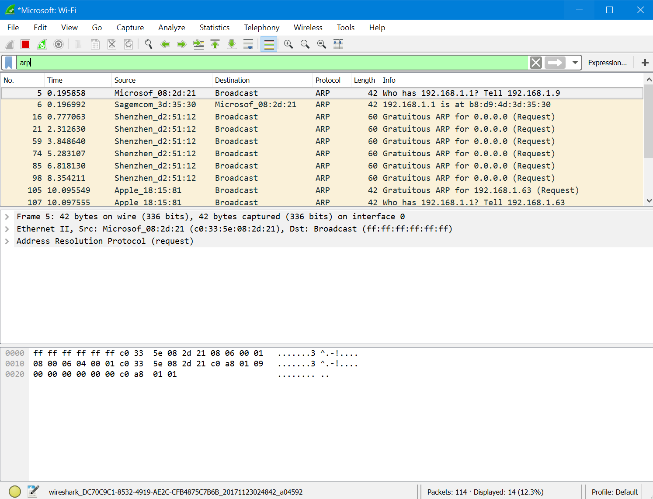 *Microsoft: Wi-Fi
File Edit View Go Capture Analyze Statistics Telephony Wireless Tools Help
arp Expression... +
No. Time Source Destination Protocol Length Info
5 0.195858 Microsof_08:2d:21 Broadcast ARP 42 Who has 192.168.1.1? Tell 192.168.1.9
6 0.196992 Sagemcom_3d:35:30 Microsof_08:2d:21 ARP 42 192.168.1.1 is at b8:d9:4d:3d:35:30
16 0.777063 Shenzhen_d2:51:12 Broadcast ARP 60 Gratuitous ARP for 0.0.0.0 (Request)
21 2.312630 Shenzhen_d2:51:12 Broadcast ARP 60 Gratuitous ARP for 0.0.0.0 (Request)
59 3.848640 Shenzhen_d2:51:12 Broadcast ARP 60 Gratuitous ARP for 0.0.0.0 (Request)
74 5.283107 Shenzhen_d2:51:12 Broadcast ARP 60 Gratuitous ARP for 0.0.0.0 (Request)
85 6.818130 Shenzhen_d2:51:12 Broadcast ARP 60 Gratuitous ARP for 0.0.0.0 (Request)
98 8.354211 Shenzhen_d2:51:12 Broadcast ARP 60 Gratuitous ARP for 0.0.0.0 (Request)
105 10.095549 Apple_18:15:81 Broadcast ARP 42 Gratuitous ARP for 192.168.1.63 (Request)
107 10.097555 Apple_18:15:81 Broadcast ARP 42 Who has 192.168.1.1? Tell 192.168.1.63
Frame 5: 42 bytes on wire (336 bits), 42 bytes captured (336 bits) on interface 0
Ethernet II, Src: Microsof_08:2d:21 (c0:33:5e:08:2d:21), Dst: Broadcast (ff:ff:ff:ff:ff:ff)
Address Resolution Protocol (request)
0000 ff ff ff ff ff ff c0 33 5e 08 2d 21 08 06 00 01 .......3 ^.-!....
0010 08 00 06 04 00 01 c0 33 5e 08 2d 21 c0 a8 01 09 .......3 ^.-!....
0020 00 00 00 00 00 00 c0 a8 01 01 ........ ..
wireshark_DC70C9C1-8532-4919-AE2C-CFB4875C7B6B_20171123024842_a04592 Packets: 114 · Displayed: 14 (12.3%) Profile: Default